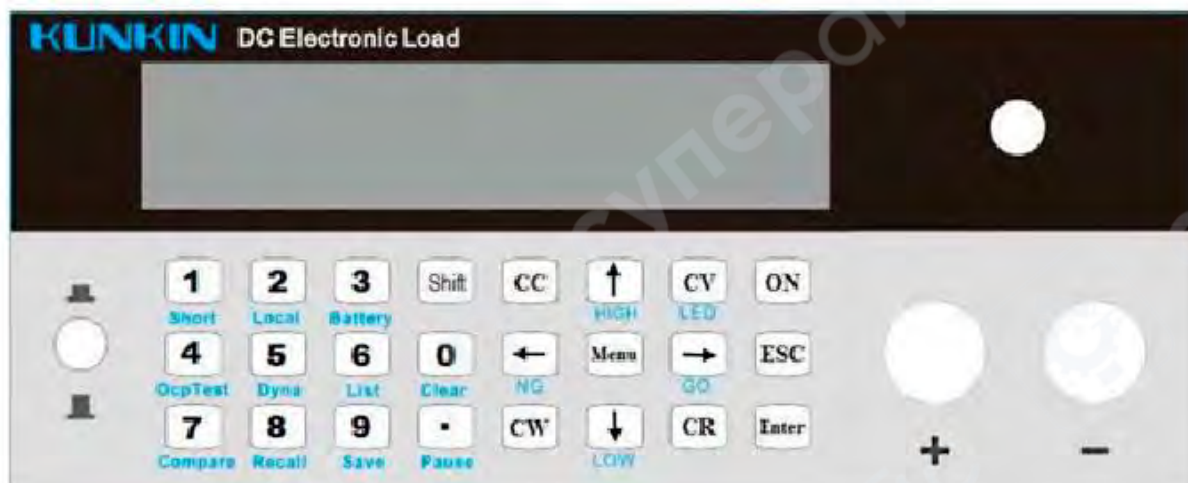 KUNKIN DC Electronic Load
1 2 3 Shift CC ↑ CV ON
Short Local Battery HIGH LED
4 5 6 0 ← Menu → ESC
OcpTest Dyna List Clear NG GO
7 8 9 . CW ↓ CR Enter
Compare Recall Save Pause LOW
+ −